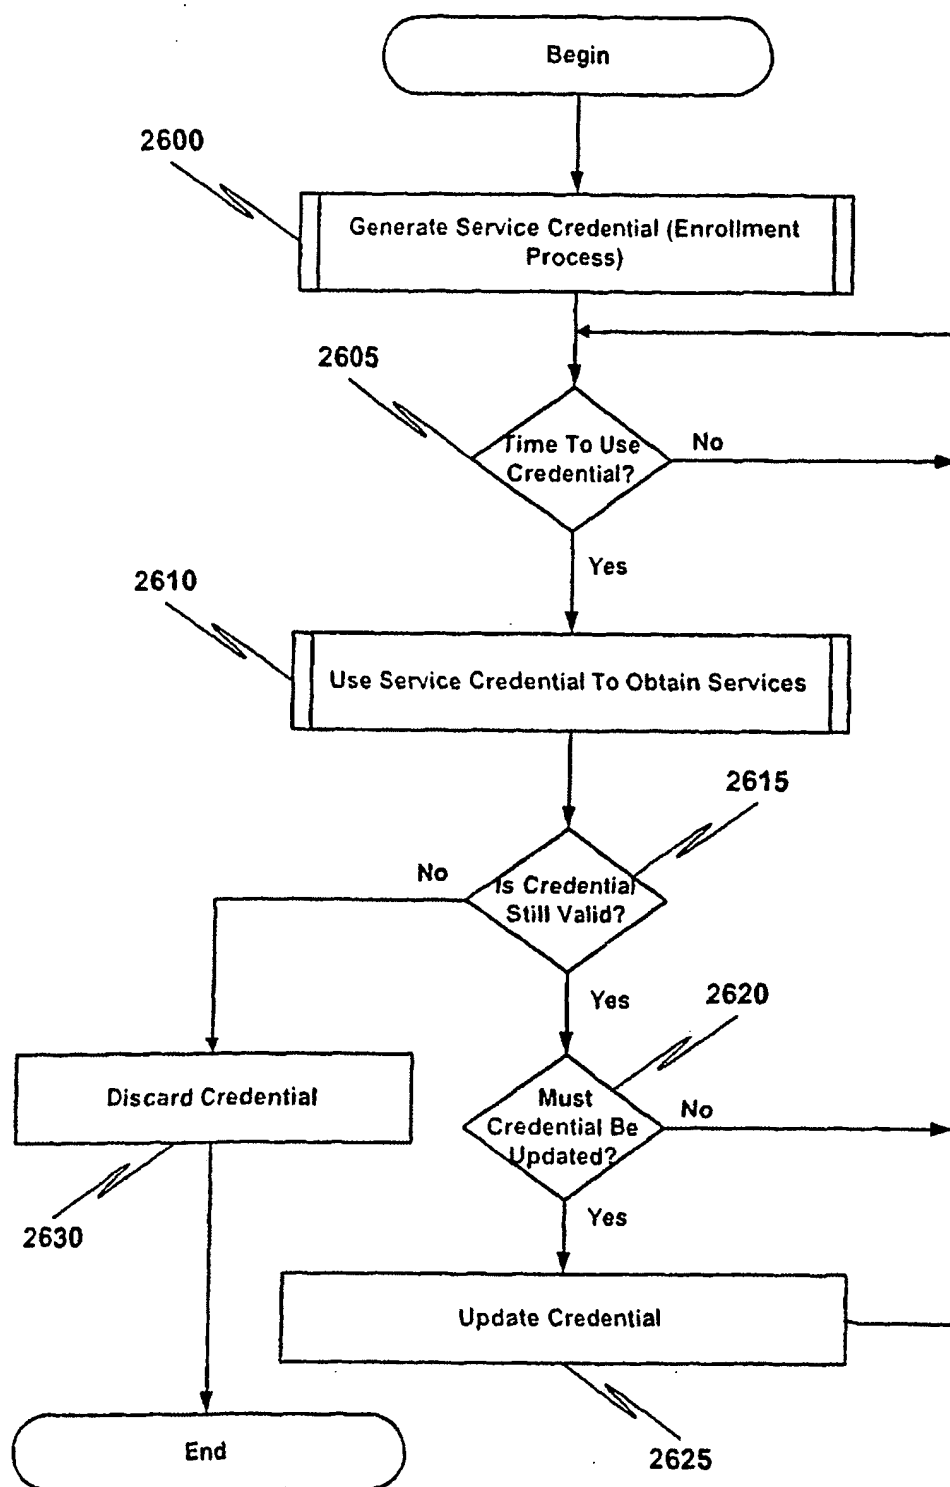 Begin
2600
Generate Service Credential (Enrollment
Process)
2605
Time To Use
Credential?
No
Yes
2610
Use Service Credential To Obtain Services
2615
No
Is Credential
Still Valid?
Yes
2620
Discard Credential
Must
Credential Be
Updated?
No
2630
Yes
Update Credential
End
2625